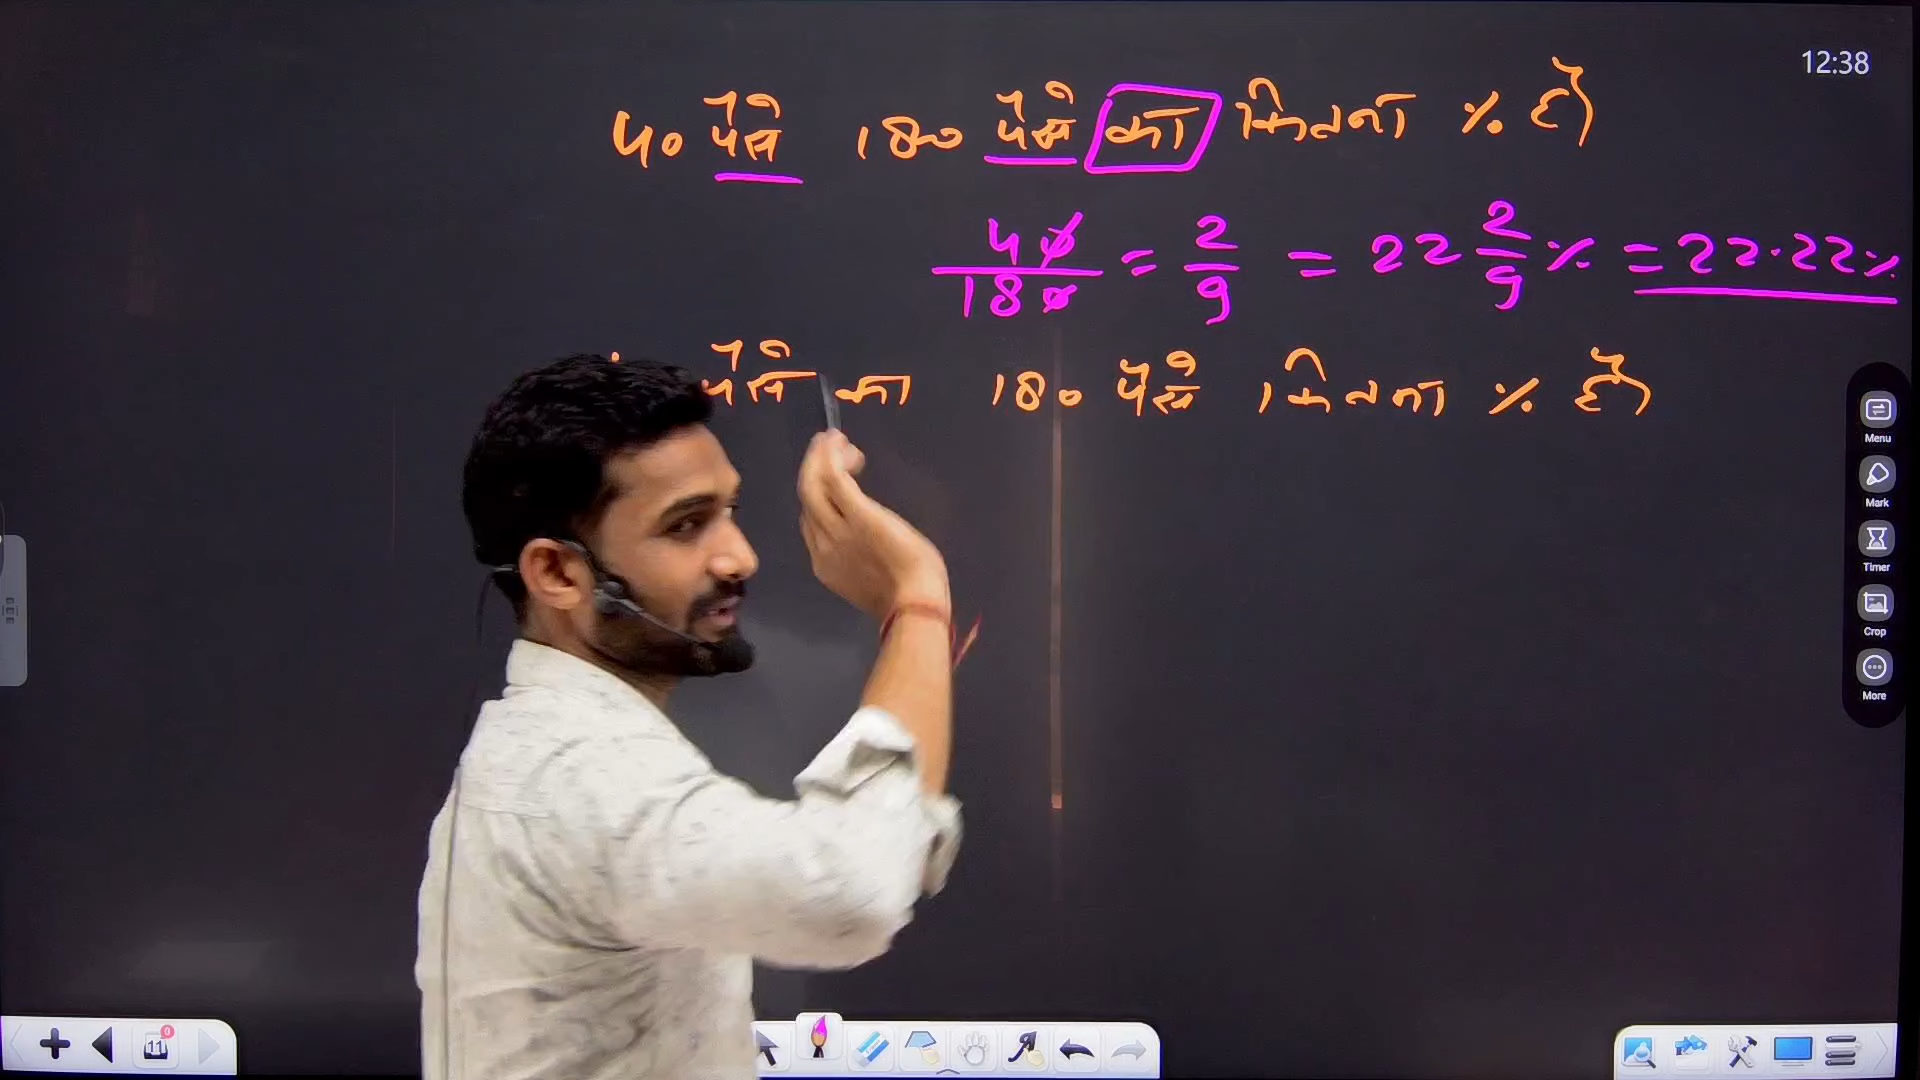 12:38
40 पैसे 180 पैसे का कितना % है
40/180 = 2/9 = 22 2/9 % = 22.22%
पैसे का 180 पैसे कितना % है
Menu
Mark
Timer
Crop
More
11